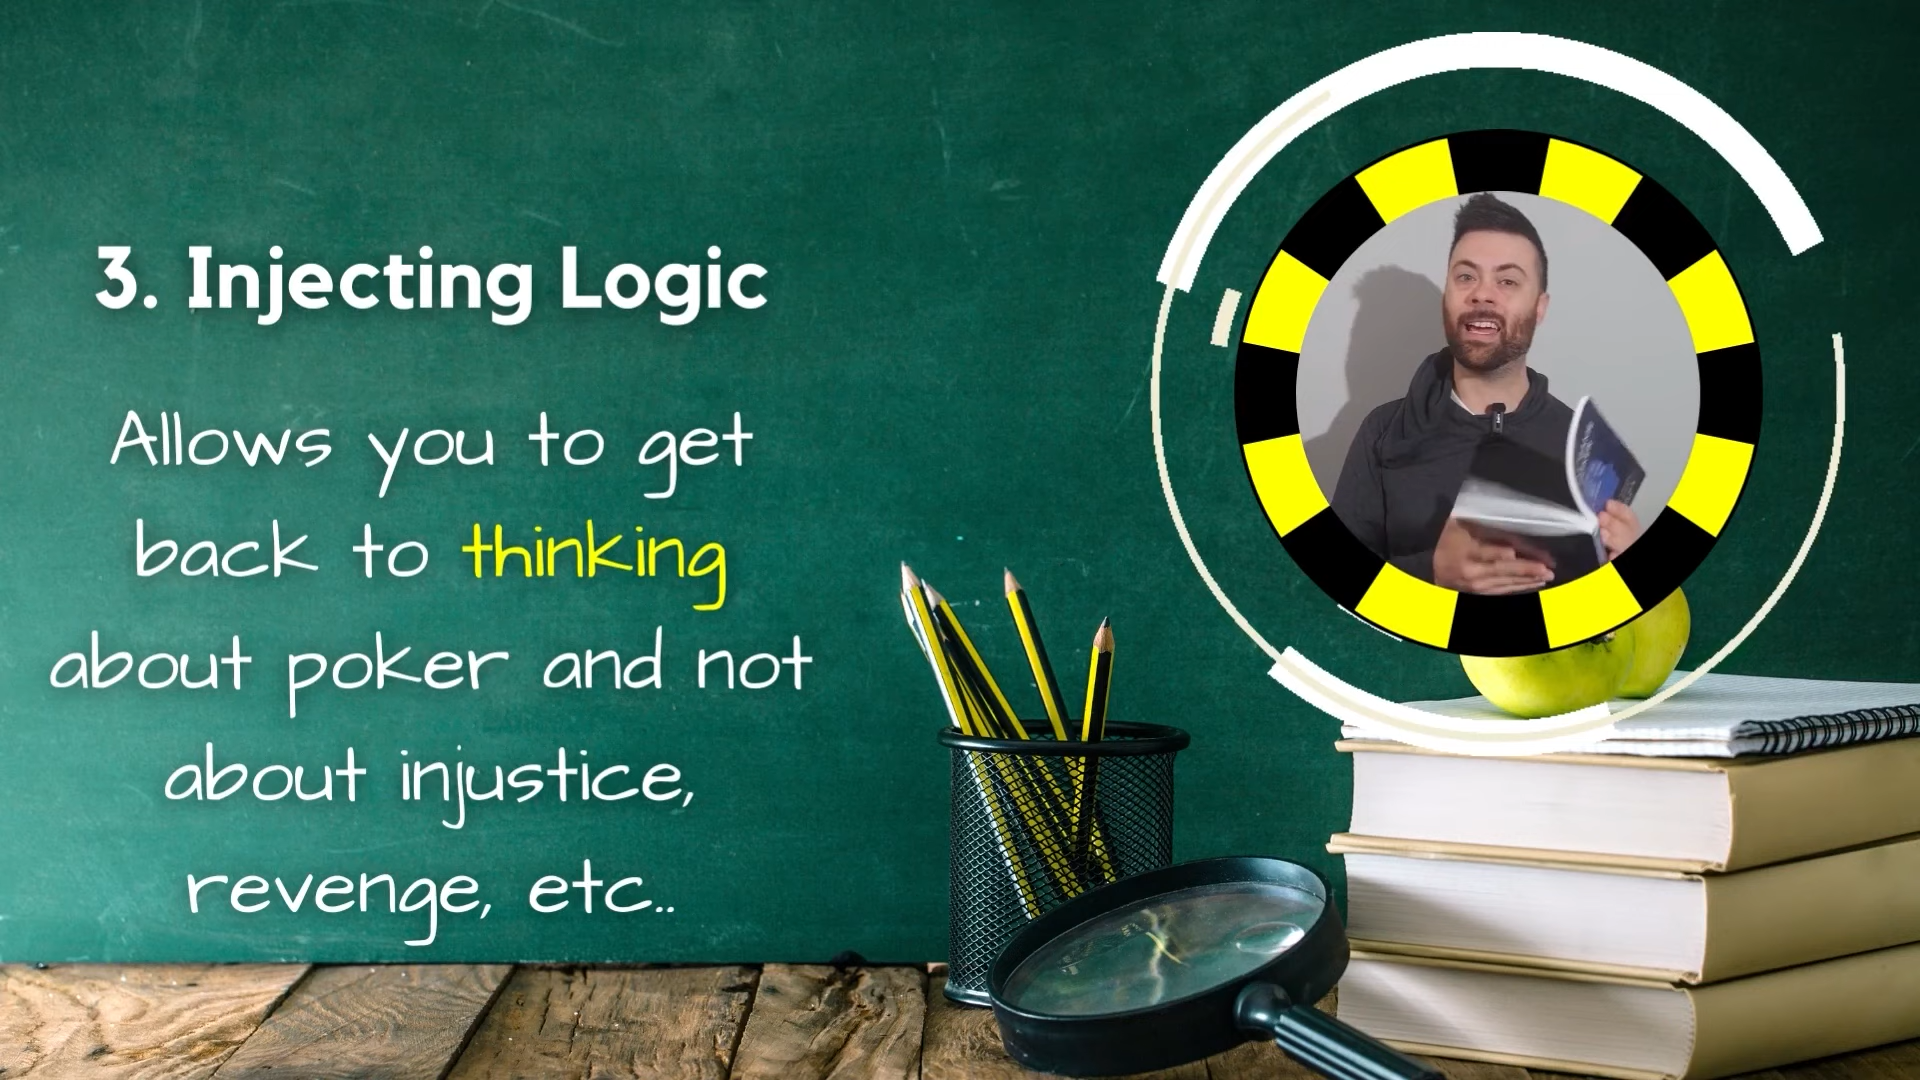 3. Injecting Logic
Allows you to get
back to thinking
about poker and not
about injustice,
revenge, etc..